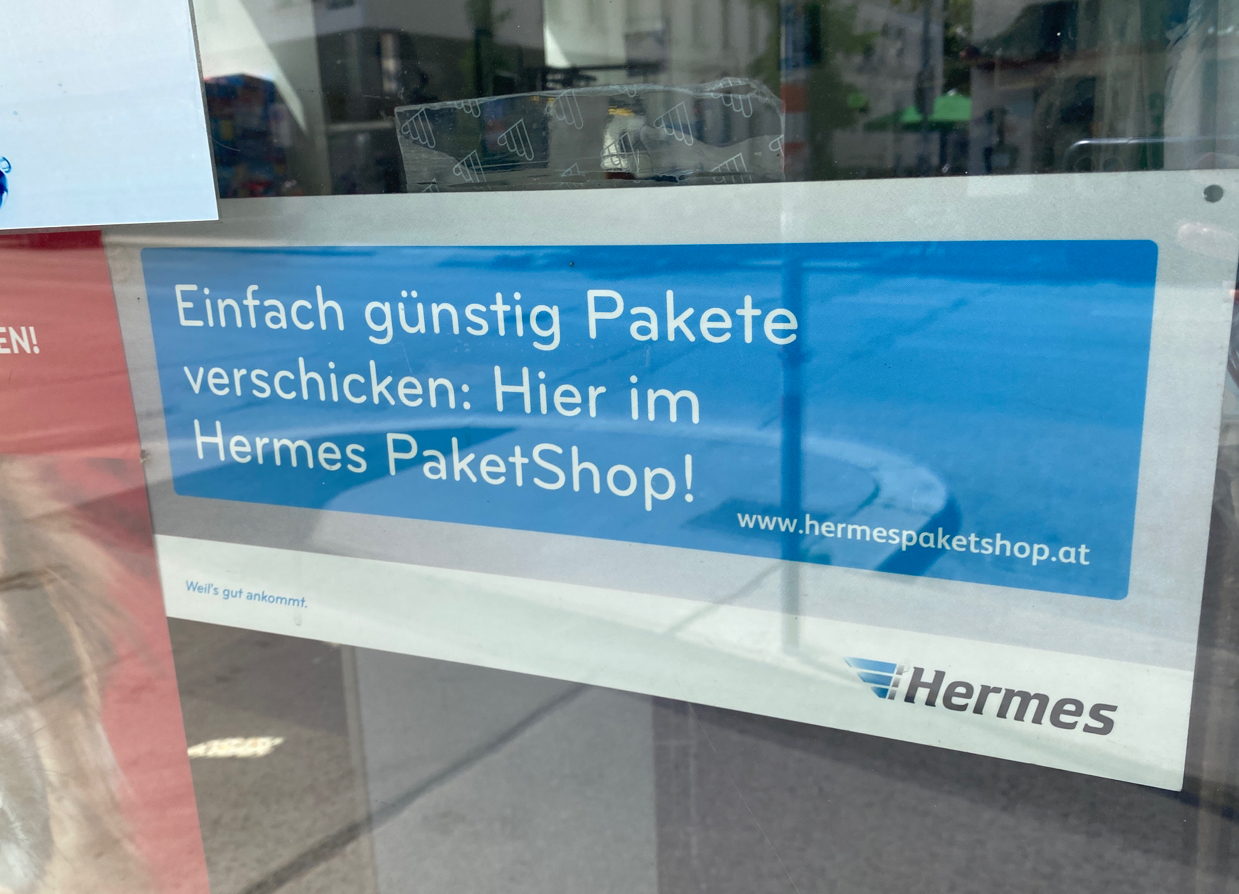 EN!
Einfach günstig Pakete
verschicken: Hier im
Hermes PaketShop!
www.hermespaketshop.at
Weil's gut ankommt.
Hermes